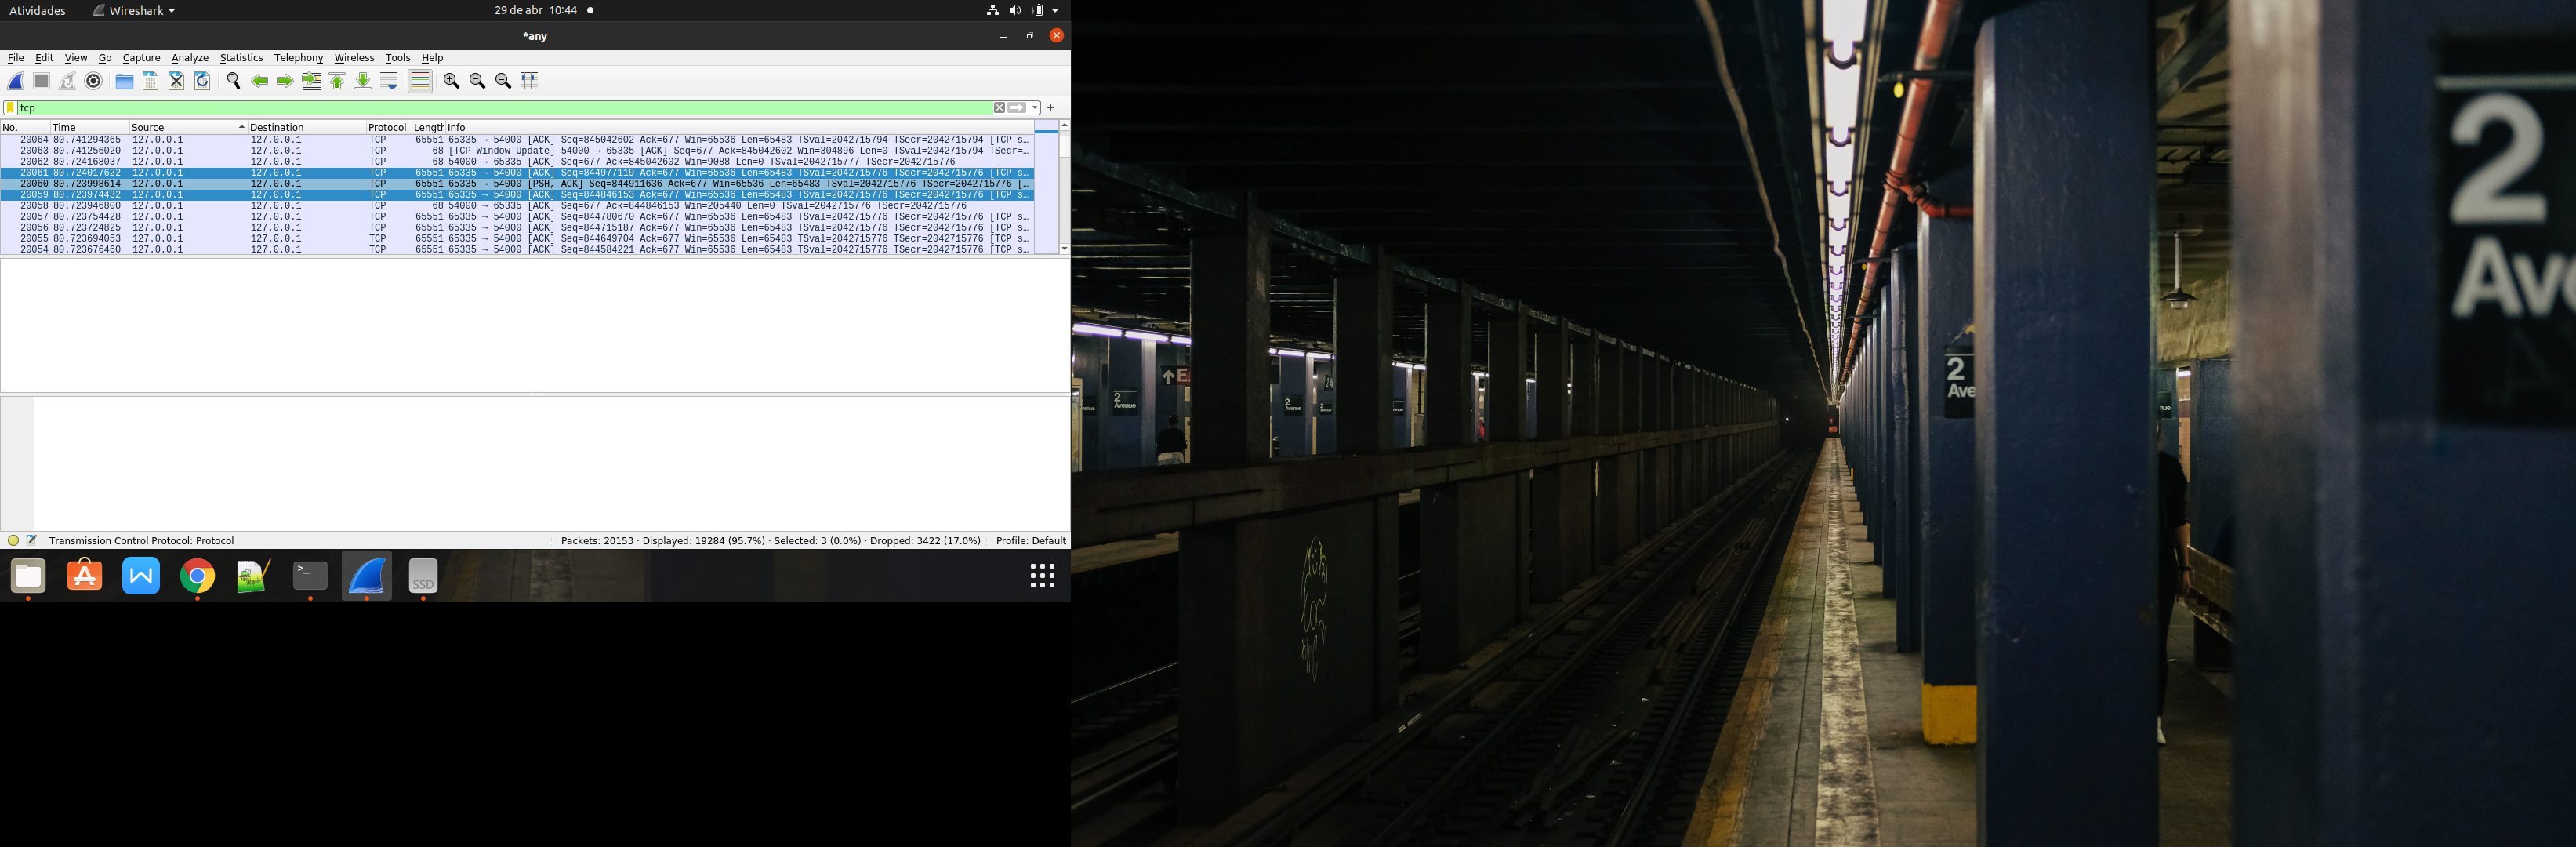 Atividades Wireshark 29 de abr 10:44
*any
File Edit View Go Capture Analyze Statistics Telephony Wireless Tools Help
tcp
No. Time Source Destination Protocol Length Info
20064 80.741294365 127.0.0.1 127.0.0.1 TCP 65551 65335 → 54000 [ACK] Seq=845042602 Ack=677 Win=65536 Len=65483 TSval=2042715794 TSecr=2042715794 [TCP s…
20063 80.741256020 127.0.0.1 127.0.0.1 TCP 68 [TCP Window Update] 54000 → 65335 [ACK] Seq=677 Ack=845042602 Win=304896 Len=0 TSval=2042715794 TSecr=…
20062 80.724168037 127.0.0.1 127.0.0.1 TCP 68 54000 → 65335 [ACK] Seq=677 Ack=845042602 Win=9088 Len=0 TSval=2042715777 TSecr=2042715776
20061 80.724017622 127.0.0.1 127.0.0.1 TCP 65551 65335 → 54000 [ACK] Seq=844977119 Ack=677 Win=65536 Len=65483 TSval=2042715776 TSecr=2042715776 [TCP s…
20060 80.723998614 127.0.0.1 127.0.0.1 TCP 65551 65335 → 54000 [PSH, ACK] Seq=844911636 Ack=677 Win=65536 Len=65483 TSval=2042715776 TSecr=2042715776 […
20059 80.723974432 127.0.0.1 127.0.0.1 TCP 65551 65335 → 54000 [ACK] Seq=844846153 Ack=677 Win=65536 Len=65483 TSval=2042715776 TSecr=2042715776 [TCP s…
20058 80.723946800 127.0.0.1 127.0.0.1 TCP 68 54000 → 65335 [ACK] Seq=677 Ack=844846153 Win=205440 Len=0 TSval=2042715776 TSecr=2042715776
20057 80.723754428 127.0.0.1 127.0.0.1 TCP 65551 65335 → 54000 [ACK] Seq=844780670 Ack=677 Win=65536 Len=65483 TSval=2042715776 TSecr=2042715776 [TCP s…
20056 80.723724825 127.0.0.1 127.0.0.1 TCP 65551 65335 → 54000 [ACK] Seq=844715187 Ack=677 Win=65536 Len=65483 TSval=2042715776 TSecr=2042715776 [TCP s…
20055 80.723694053 127.0.0.1 127.0.0.1 TCP 65551 65335 → 54000 [ACK] Seq=844649704 Ack=677 Win=65536 Len=65483 TSval=2042715776 TSecr=2042715776 [TCP s…
20054 80.723676460 127.0.0.1 127.0.0.1 TCP 65551 65335 → 54000 [ACK] Seq=844584221 Ack=677 Win=65536 Len=65483 TSval=2042715776 TSecr=2042715776 [TCP s…
Transmission Control Protocol: Protocol Packets: 20153 · Displayed: 19284 (95.7%) · Selected: 3 (0.0%) · Dropped: 3422 (17.0%) Profile: Default
SSD
2
Ave
2
Ave
E
2
Avenue
2
Avenue